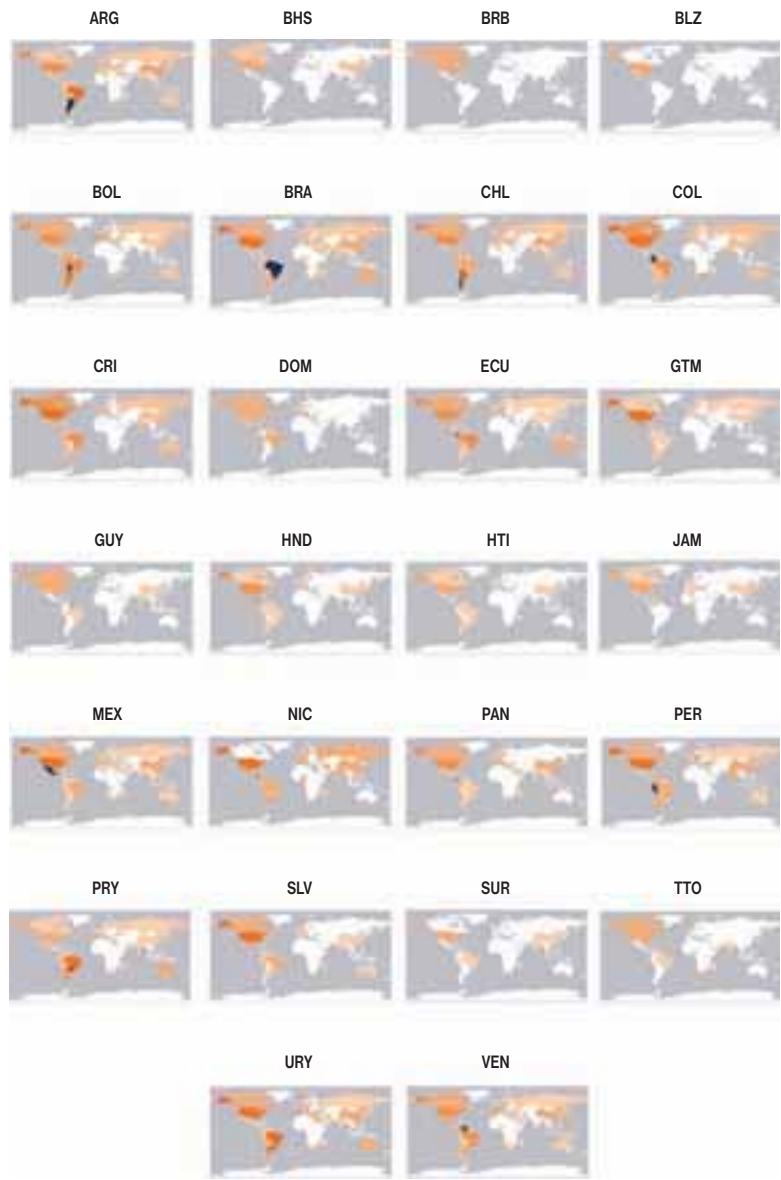 ARG BHS BRB BLZ
BOL BRA CHL COL
CRI DOM ECU GTM
GUY HND HTI JAM
MEX NIC PAN PER
PRY SLV SUR TTO
URY VEN